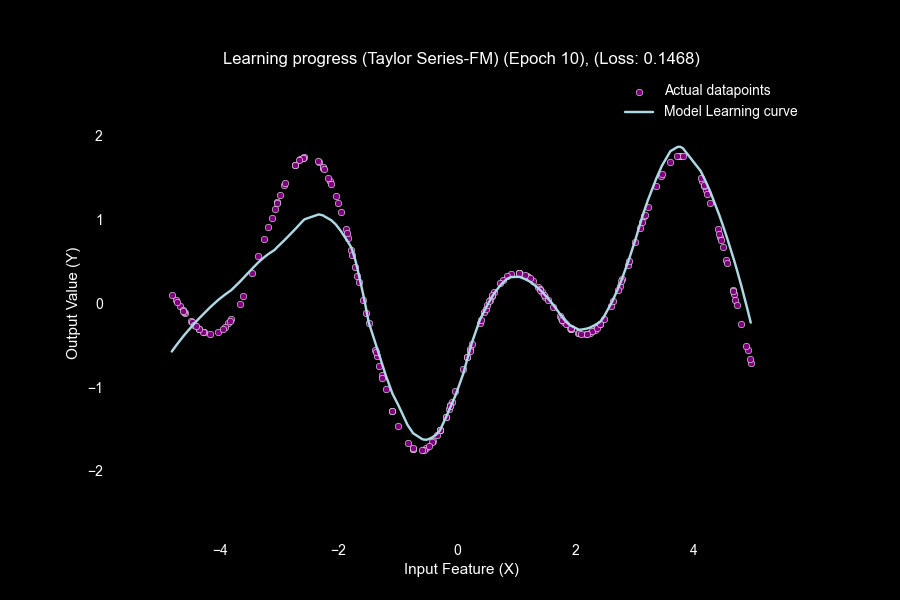 Learning progress (Taylor Series-FM) (Epoch 10), (Loss: 0.1468)
Actual datapoints
Model Learning curve
2
1
0
−1
−2
Output Value (Y)
−4
−2
0
2
4
Input Feature (X)